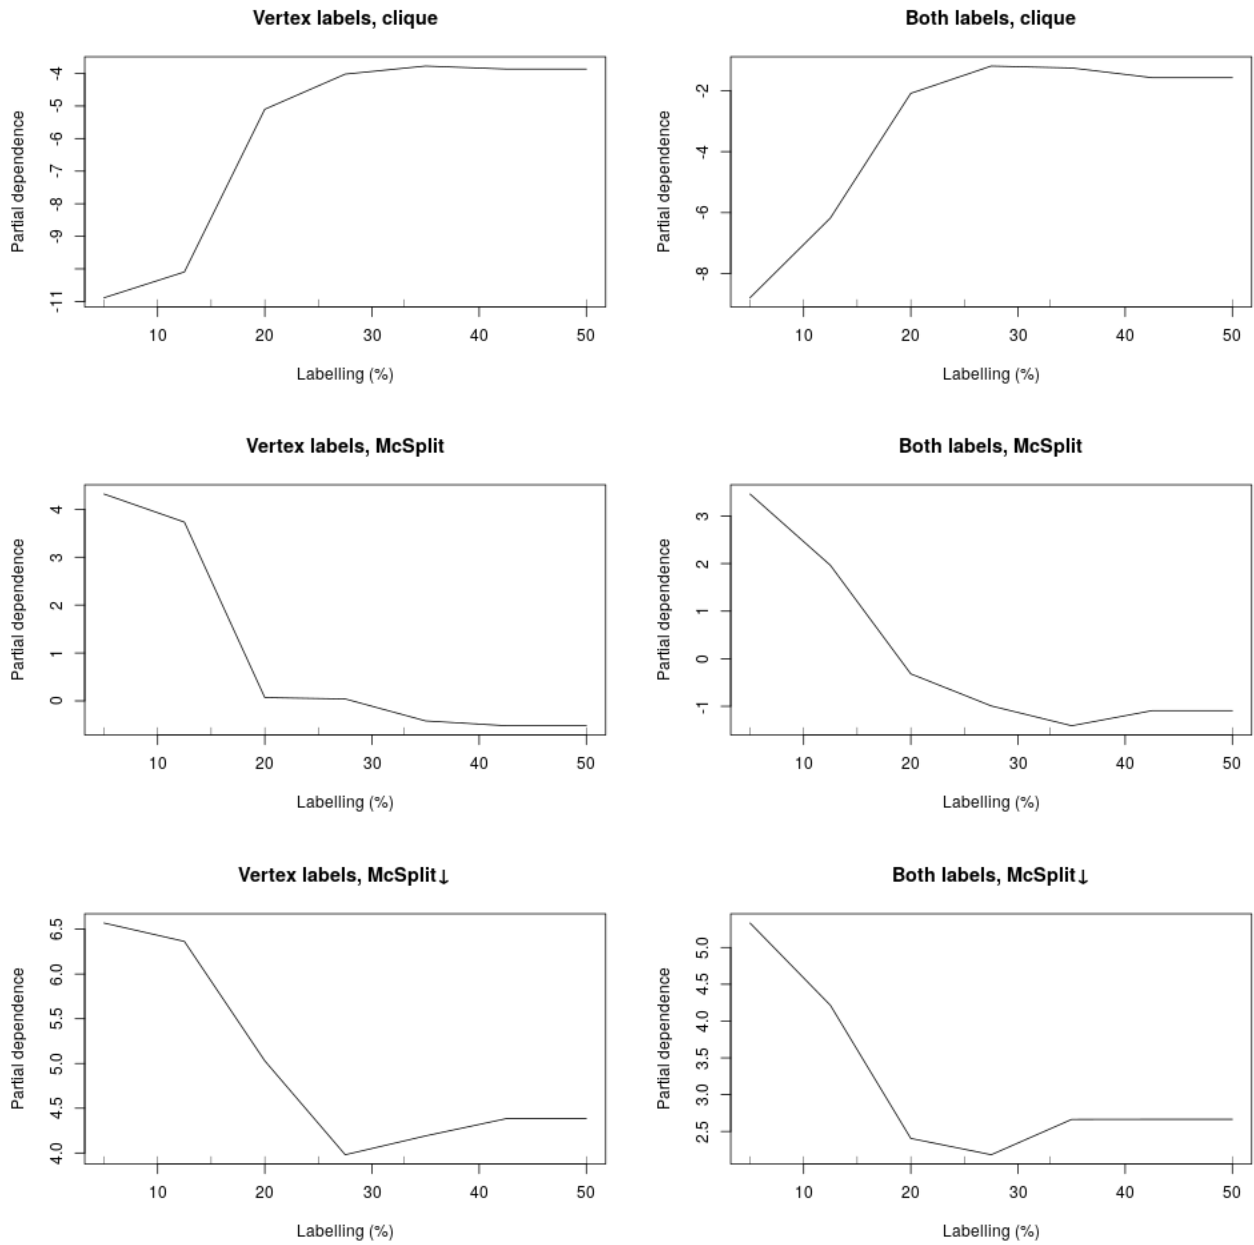 Vertex labels, clique
Partial dependence
-4
-5
-6
-7
-8
-9
-11
10 20 30 40 50
Labelling (%)
Both labels, clique
Partial dependence
-2
-4
-6
-8
10 20 30 40 50
Labelling (%)
Vertex labels, McSplit
Partial dependence
4
3
2
1
0
10 20 30 40 50
Labelling (%)
Both labels, McSplit
Partial dependence
3
2
1
0
-1
10 20 30 40 50
Labelling (%)
Vertex labels, McSplit↓
Partial dependence
6.5
6.0
5.5
5.0
4.5
4.0
10 20 30 40 50
Labelling (%)
Both labels, McSplit↓
Partial dependence
5.0
4.5
4.0
3.5
3.0
2.5
10 20 30 40 50
Labelling (%)